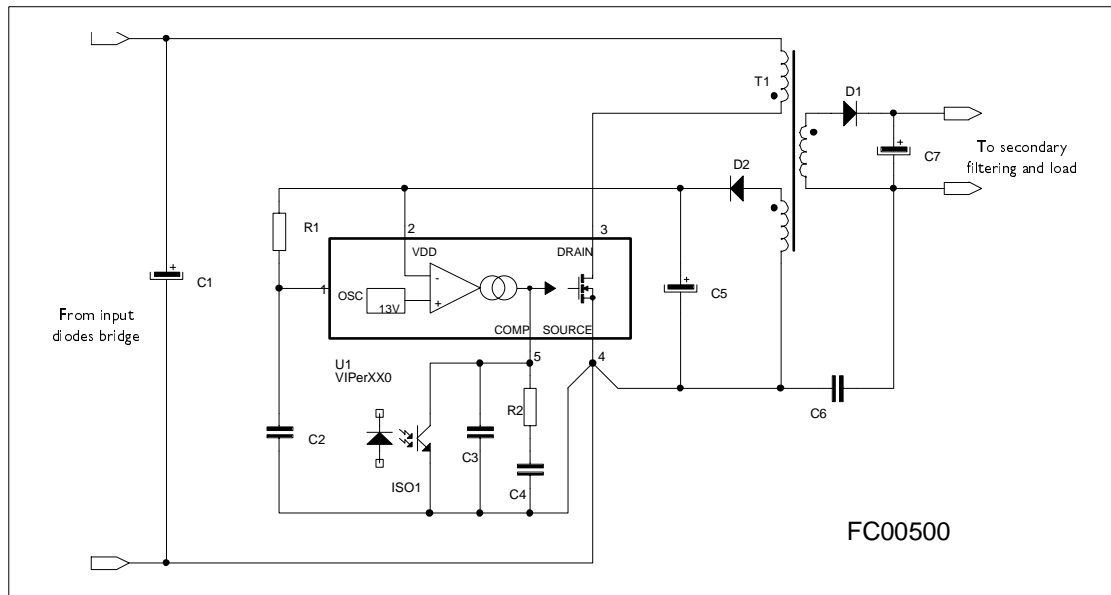 T1
D1
C7
To secondary
filtering and load
D2
R1
2
3
VDD
DRAIN
C1
1
OSC
13V
-
+
C5
From input
diodes bridge
COMP
SOURCE
U1
VIPerXX0
5
4
R2
C6
C2
C3
ISO1
C4
FC00500
+
+
+